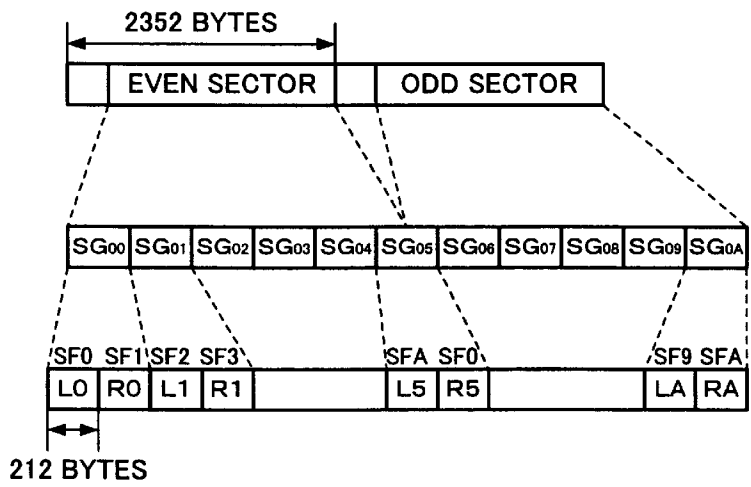 2352 BYTES
EVEN SECTOR ODD SECTOR
SG00 SG01 SG02 SG03 SG04 SG05 SG06 SG07 SG08 SG09 SG0A
SF0 SF1 SF2 SF3 SFA SF0 SF9 SFA
L0 R0 L1 R1 L5 R5 LA RA
212 BYTES